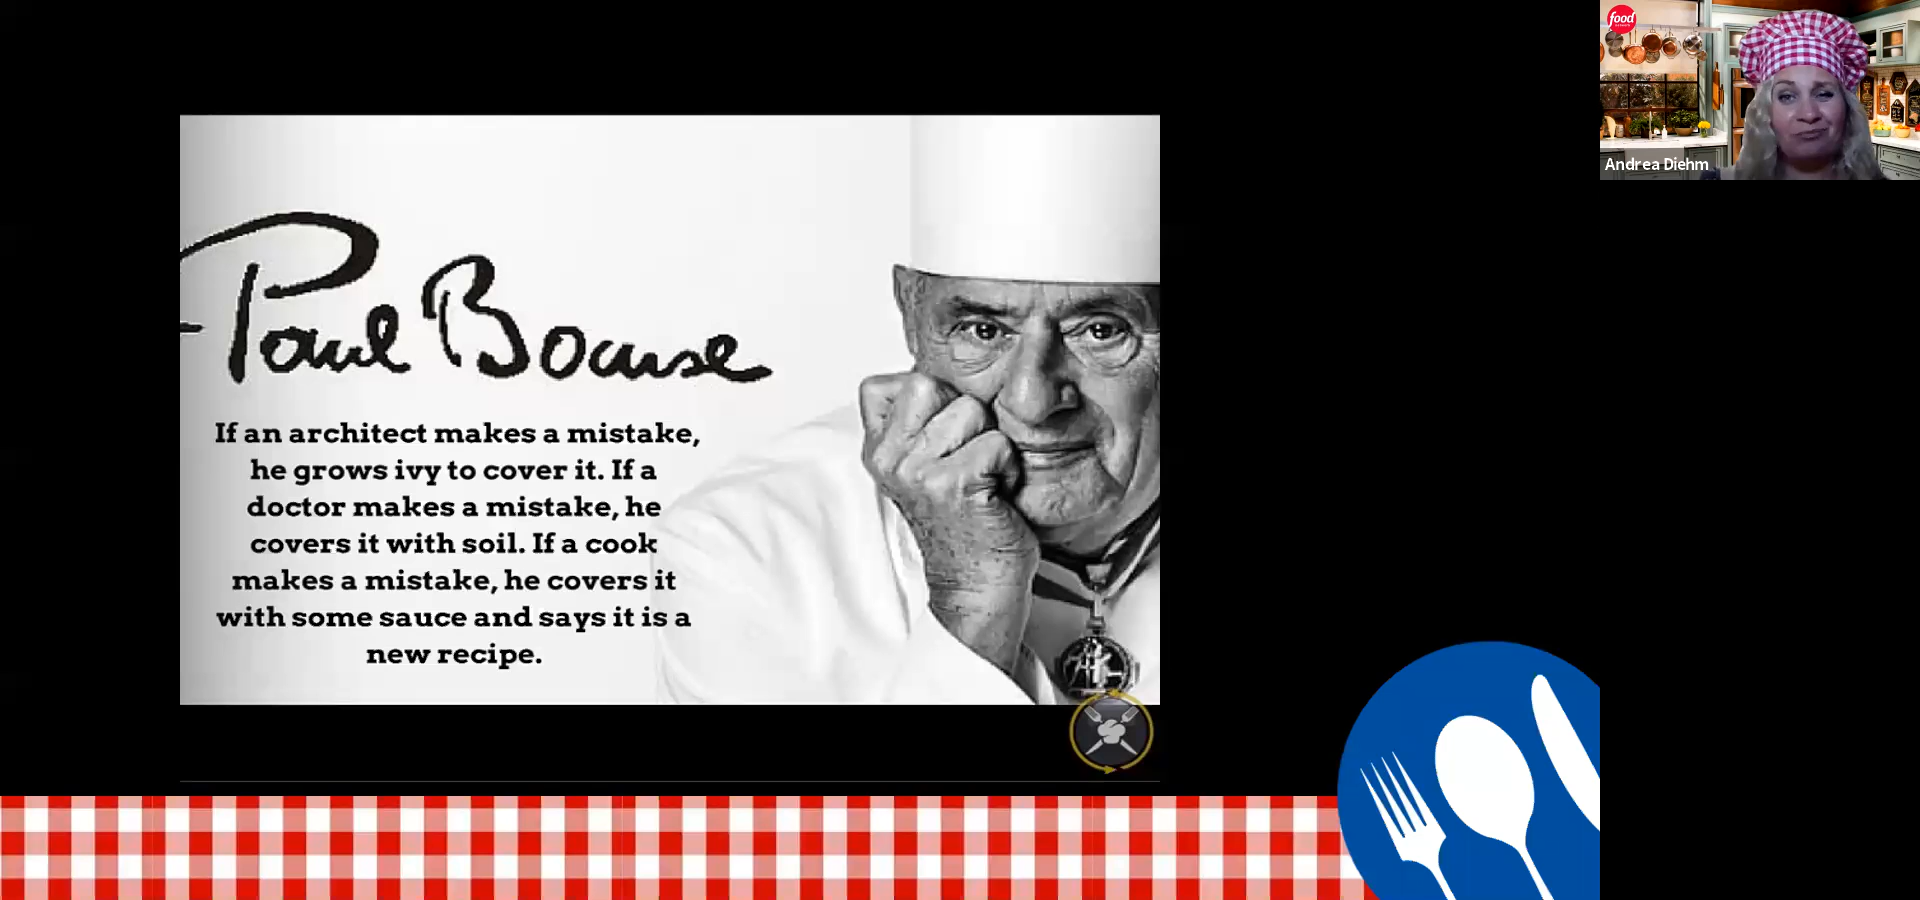 food
Andrea Diehm
Paul Bocuse
If an architect makes a mistake,
he grows ivy to cover it. If a
doctor makes a mistake, he
covers it with soil. If a cook
makes a mistake, he covers it
with some sauce and says it is a
new recipe.